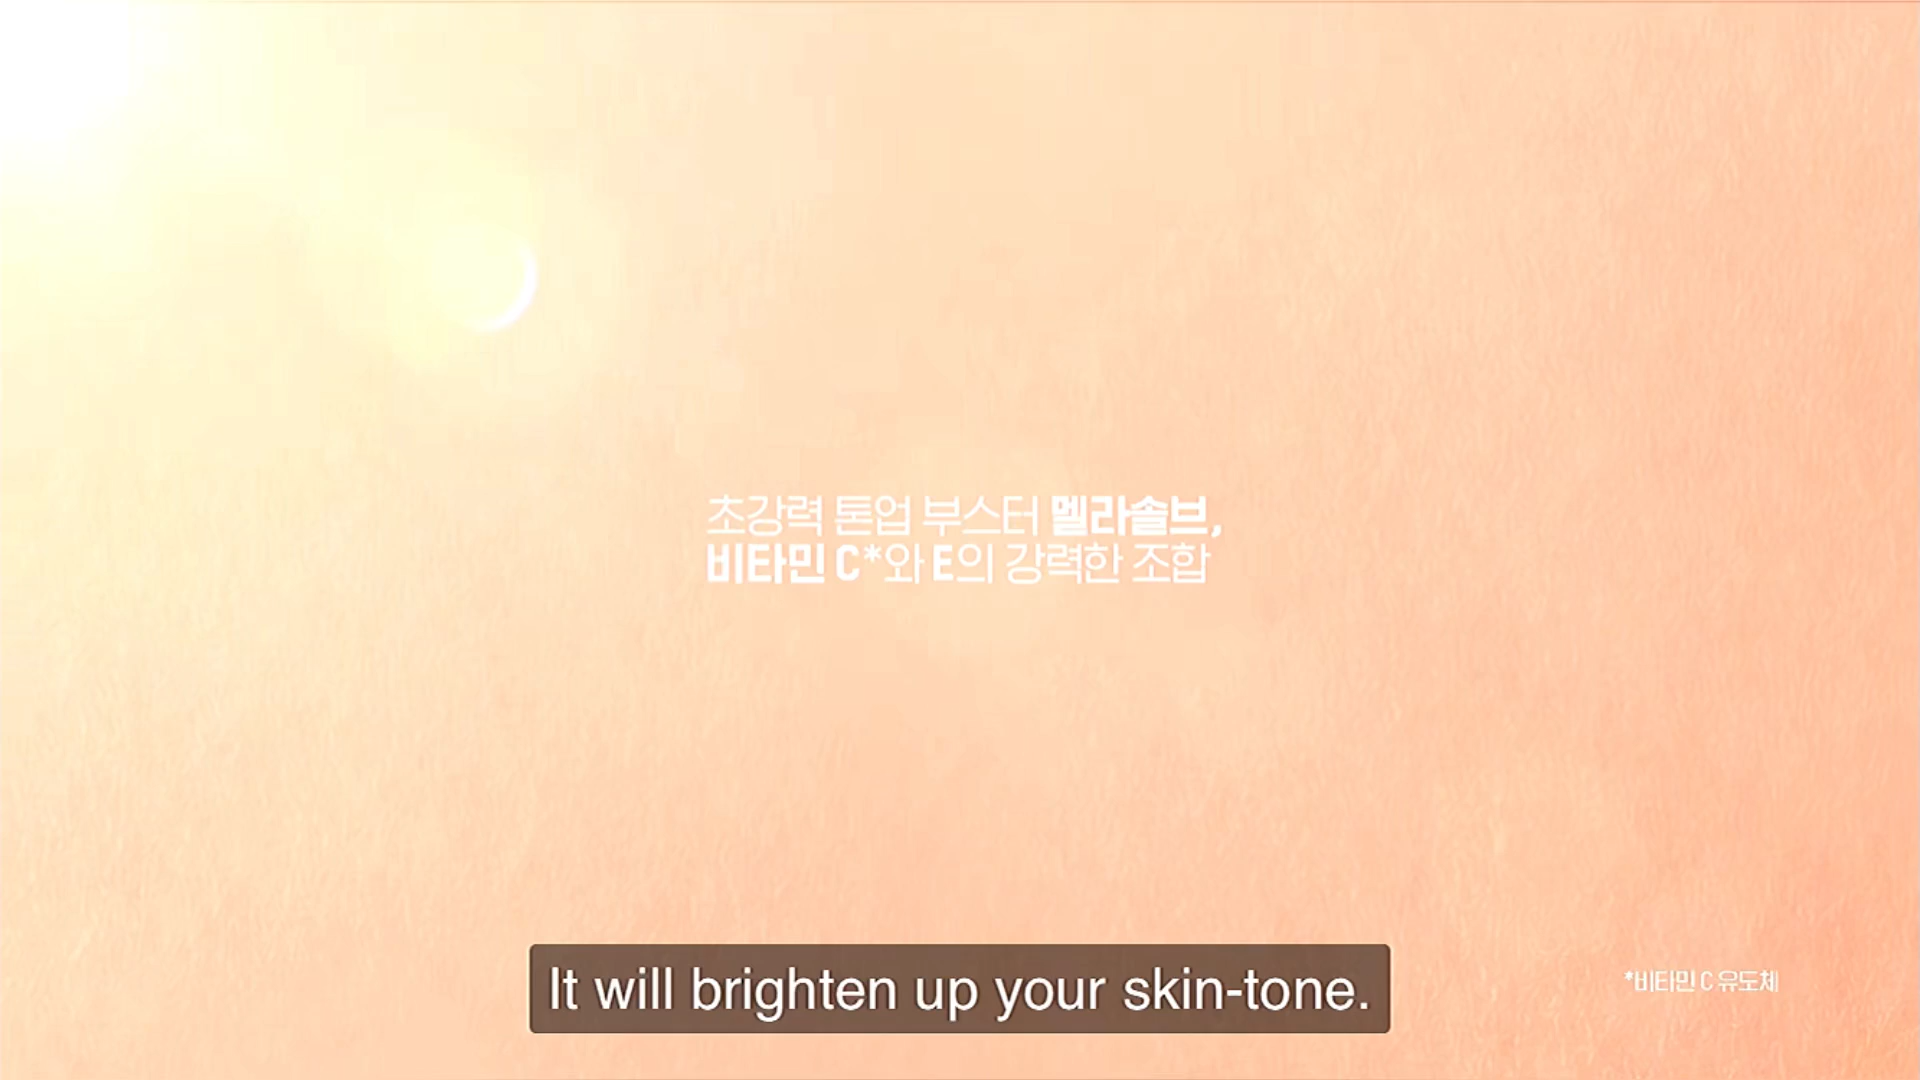 초강력 톤업 부스터 멜라솔브,
비타민 C*와 E의 강력한 조합
It will brighten up your skin-tone.
*비타민 C 유도체